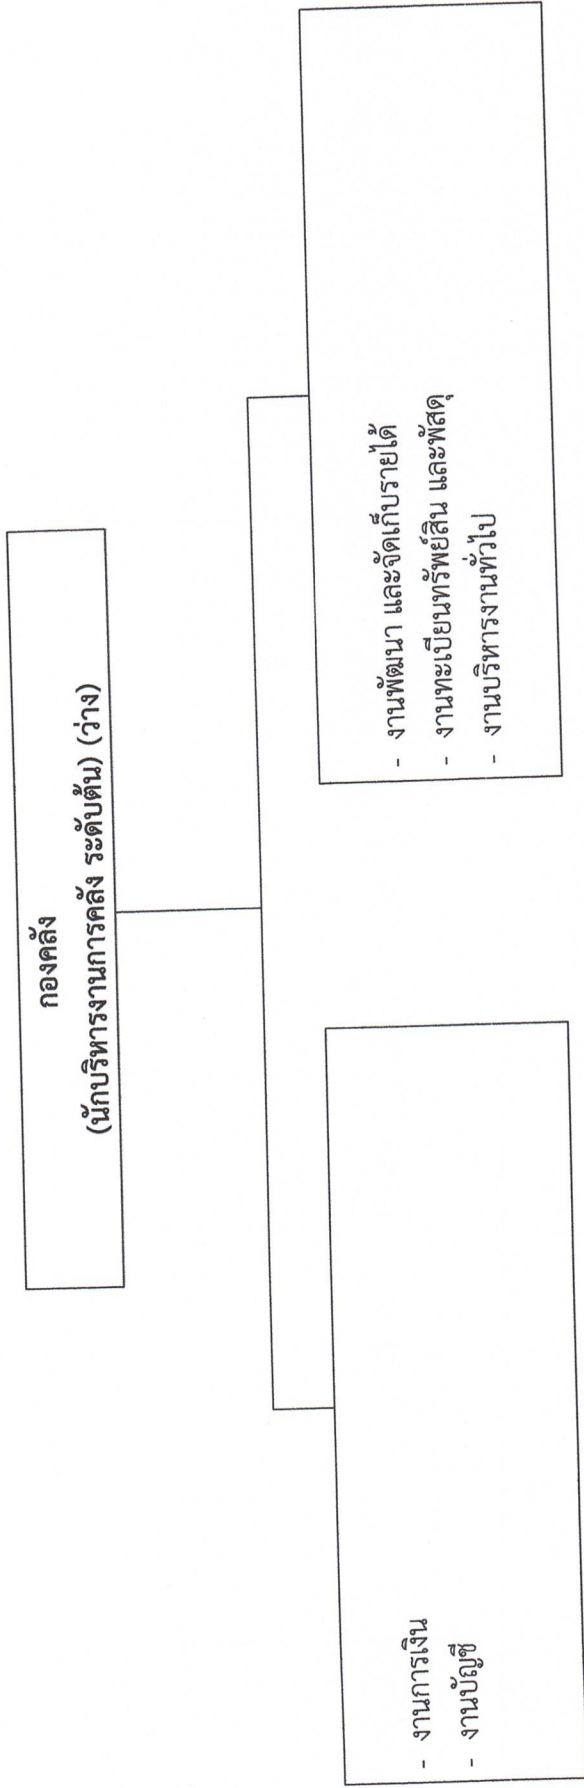 กองคลัง
(นักบริหารงานการคลัง ระดับต้น) (ว่าง)
- งานการเงิน
- งานบัญชี
- งานพัฒนา และจัดเก็บรายได้
- งานทะเบียนทรัพย์สิน และพัสดุ
- งานบริหารงานทั่วไป